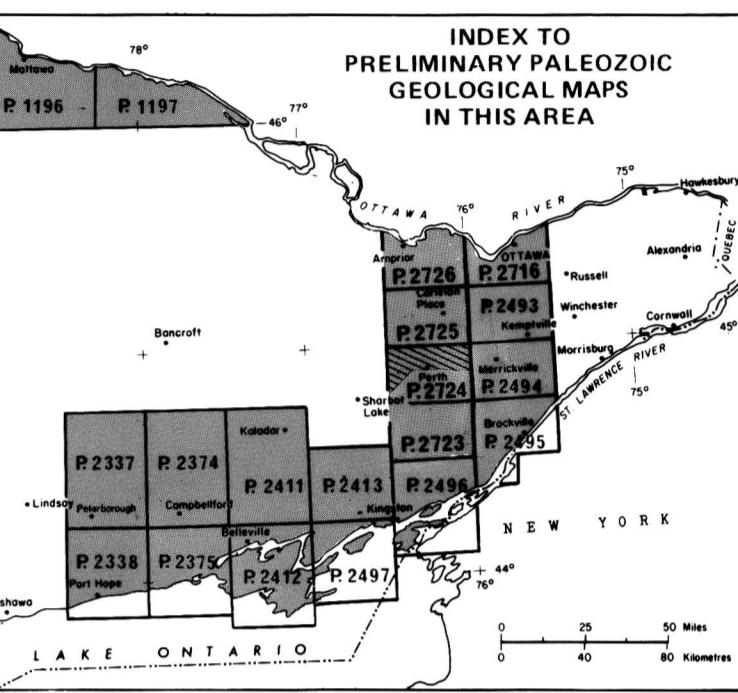 INDEX TO
PRELIMINARY PALEOZOIC
GEOLOGICAL MAPS
IN THIS AREA
78°
Mattawa
P. 1196
P. 1197
77°
46°
75°
Hawkesbury
OTTAWA RIVER
76°
QUEBEC
Arnprior
OTTAWA
Alexandria
P. 2726
P. 2716
Russell
Carleton
Place
P. 2493
Winchester
P. 2725
Kemptville
Cornwall
45°
Bancroft
Morrisburg
ST LAWRENCE RIVER
75°
Perth
Merrickville
P. 2724
P. 2494
Sharbot
Lake
Kaladar
Brockville
P. 2723
P. 2495
P. 2337
P. 2374
P. 2411
P. 2413
P. 2496
Lindsay
Peterborough
Campbellford
Kingston
NEW YORK
Belleville
P. 2338
P. 2375
P. 2412
P. 2497
44°
76°
Port Hope
shawa
LAKE ONTARIO
0 25 50 Miles
0 40 80 Kilometres